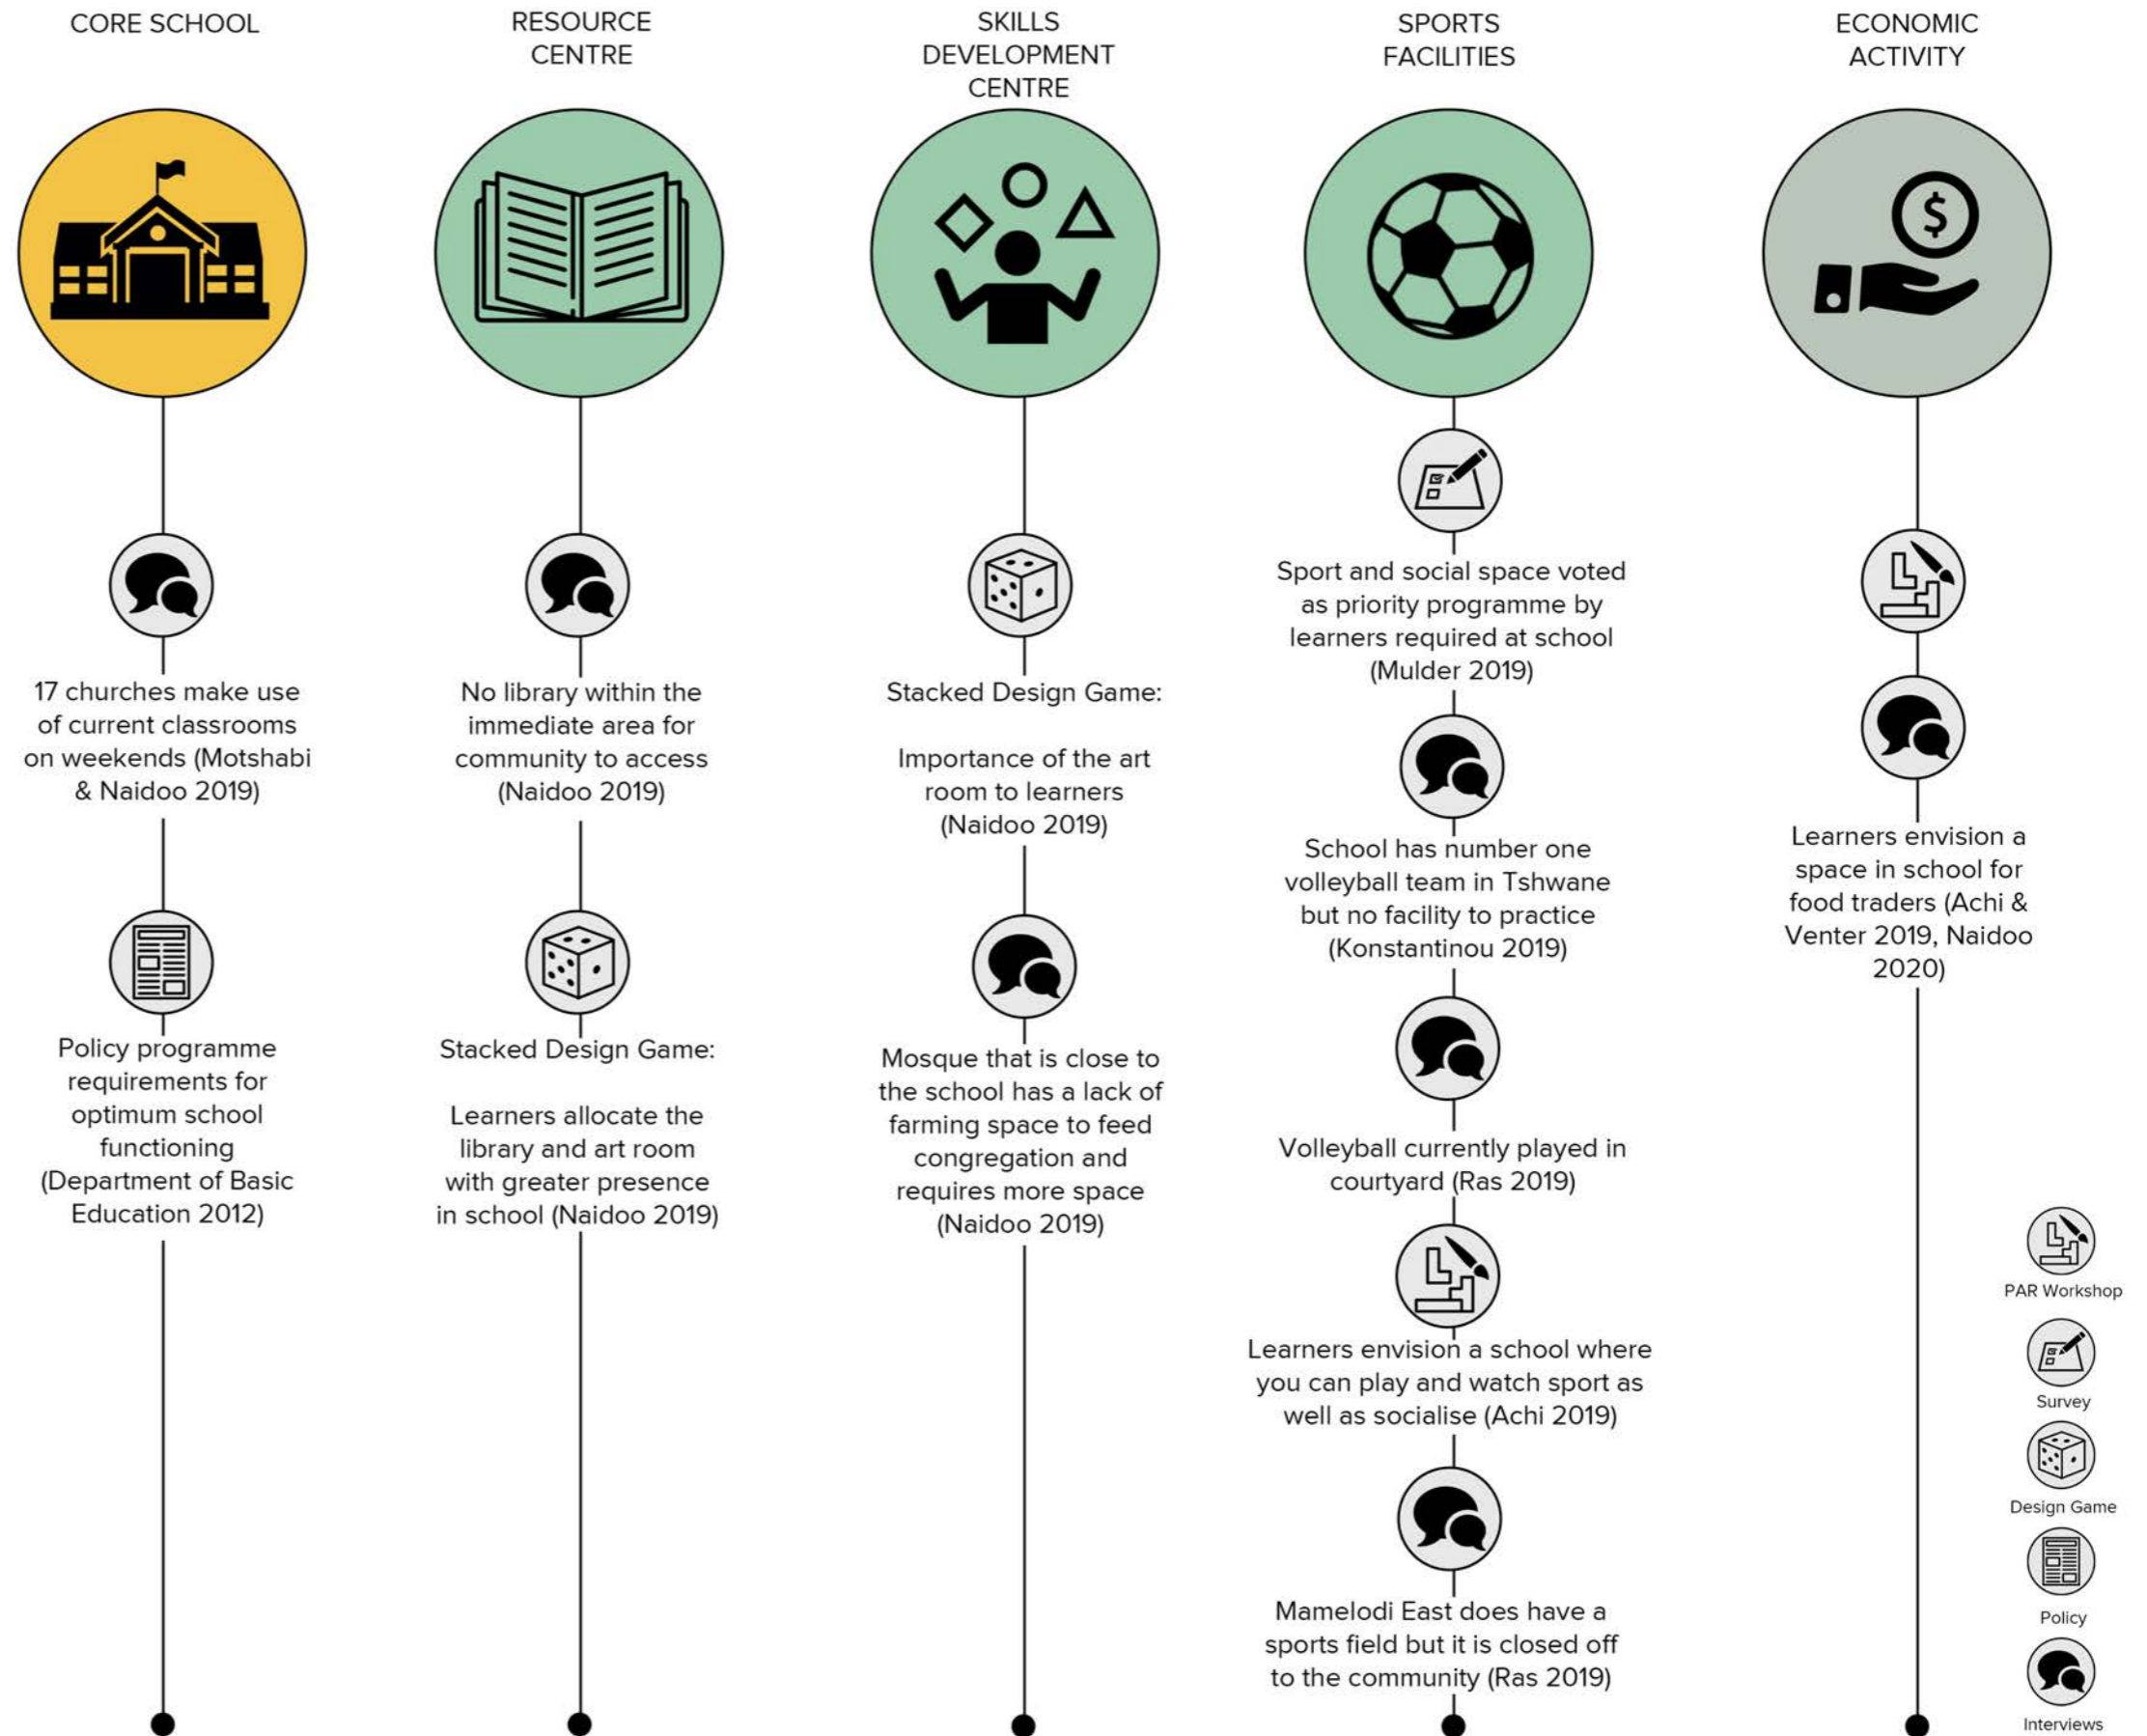 CORE SCHOOL
RESOURCE
CENTRE
SKILLS
DEVELOPMENT
CENTRE
SPORTS
FACILITIES
ECONOMIC
ACTIVITY
17 churches make use
of current classrooms
on weekends (Motshabi
& Naidoo 2019)
Policy programme
requirements for
optimum school
functioning
(Department of Basic
Education 2012)
No library within the
immediate area for
community to access
(Naidoo 2019)
Stacked Design Game:
Learners allocate the
library and art room
with greater presence
in school (Naidoo 2019)
Stacked Design Game:
Importance of the art
room to learners
(Naidoo 2019)
Mosque that is close to
the school has a lack of
farming space to feed
congregation and
requires more space
(Naidoo 2019)
Sport and social space voted
as priority programme by
learners required at school
(Mulder 2019)
School has number one
volleyball team in Tshwane
but no facility to practice
(Konstantinou 2019)
Volleyball currently played in
courtyard (Ras 2019)
Learners envision a school where
you can play and watch sport as
well as socialise (Achi 2019)
Mamelodi East does have a
sports field but it is closed off
to the community (Ras 2019)
$
Learners envision a
space in school for
food traders (Achi &
Venter 2019, Naidoo
2020)
PAR Workshop
Survey
Design Game
Policy
Interviews